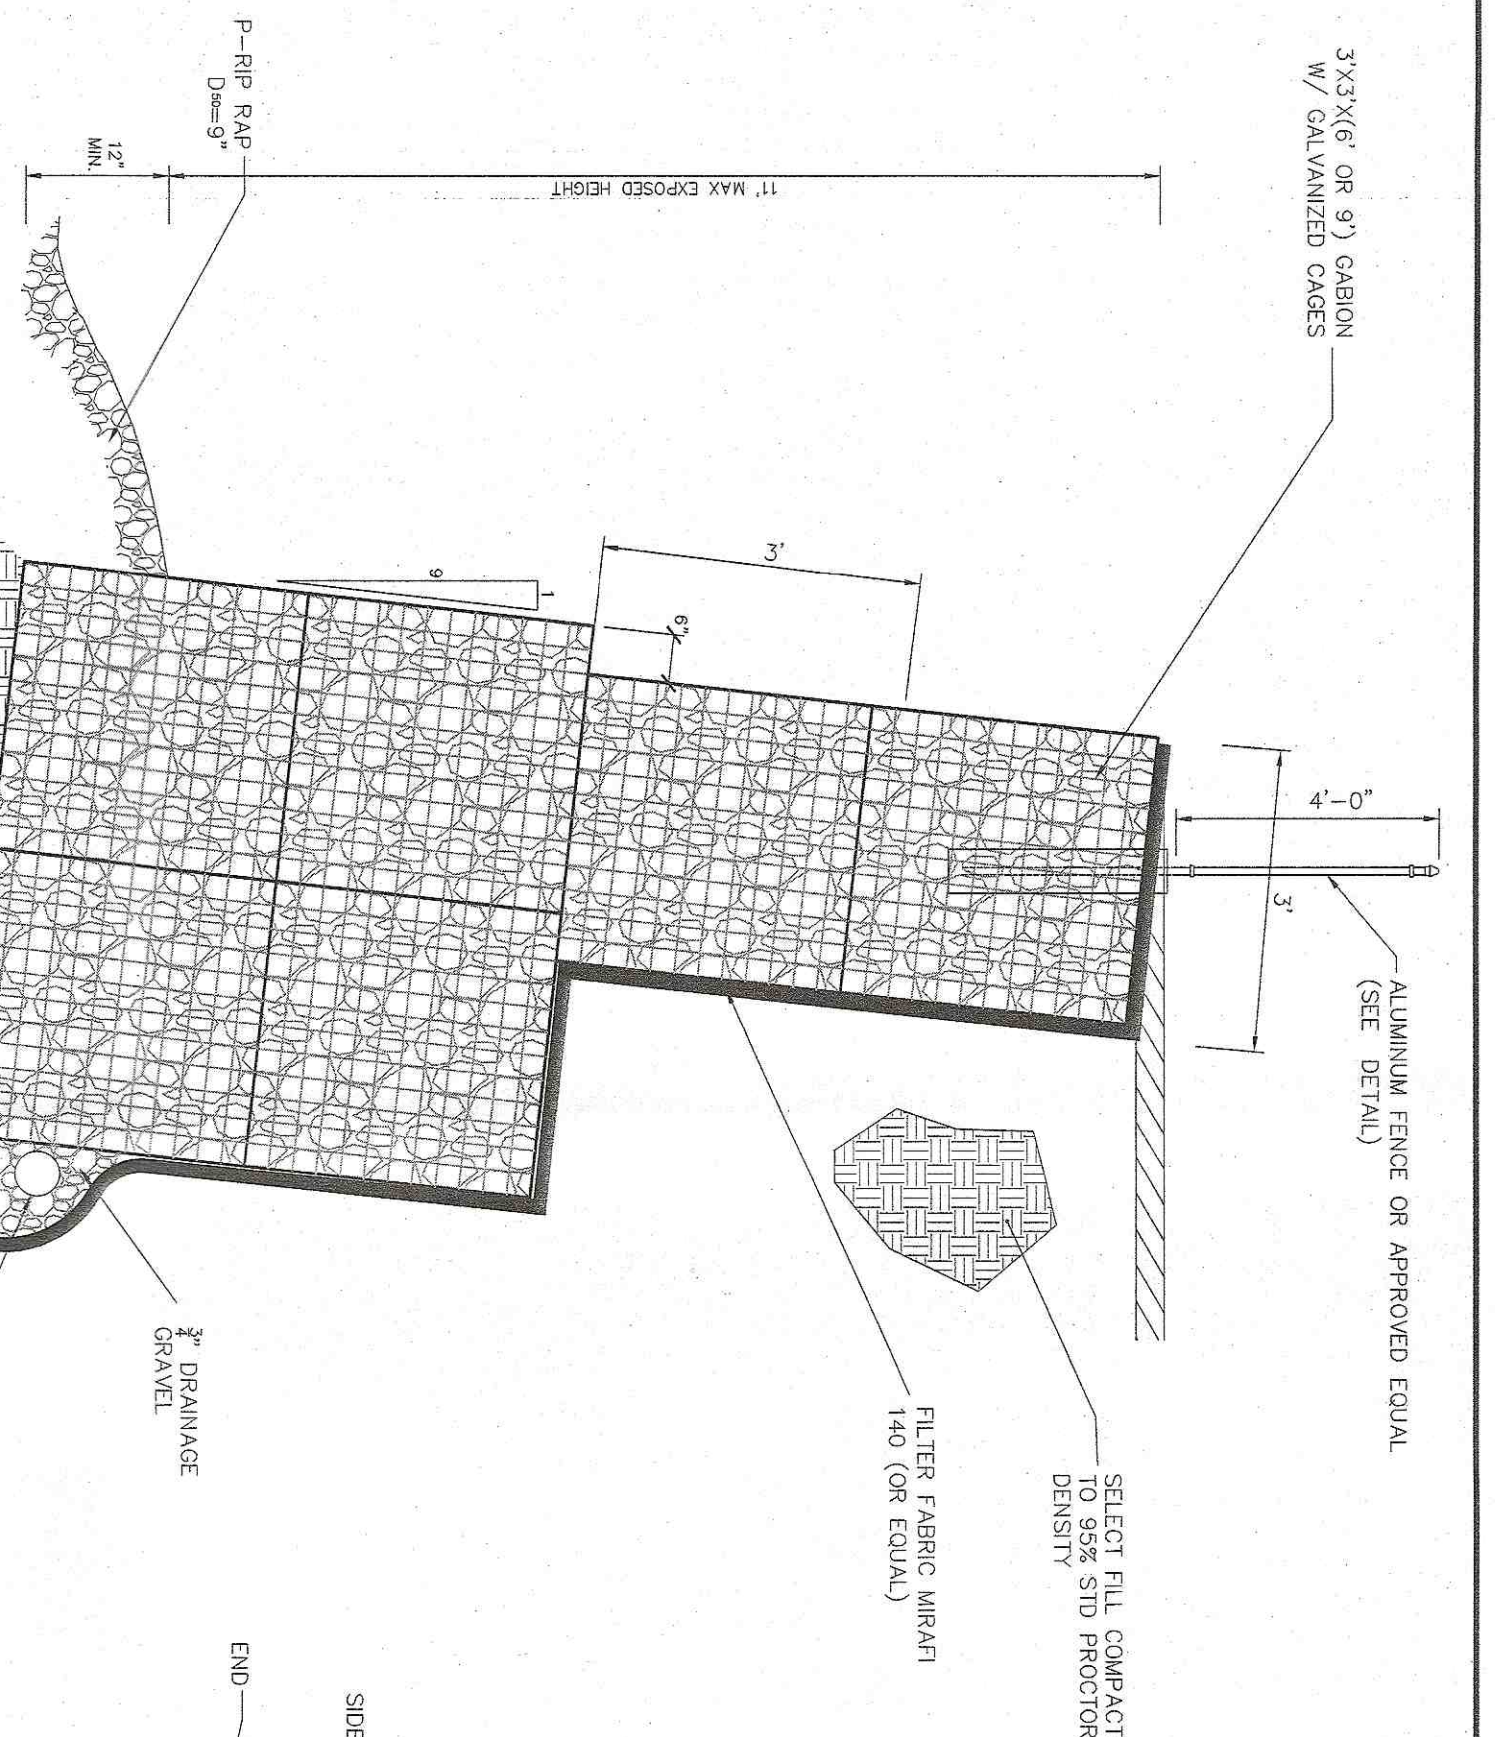 3'X3'X(6' OR 9') GABION
W/ GALVANIZED CAGES
P-RIP RAP
D50=9"
12"
MIN.
11' MAX EXPOSED HEIGHT
3'
6"
1
9
4'-0"
3'
ALUMINUM FENCE OR APPROVED EQUAL
(SEE DETAIL)
SELECT FILL COMPACT
TO 95% STD PROCTOR
DENSITY
FILTER FABRIC MIRAFI
140 (OR EQUAL)
3/4" DRAINAGE
GRAVEL
SIDE
END